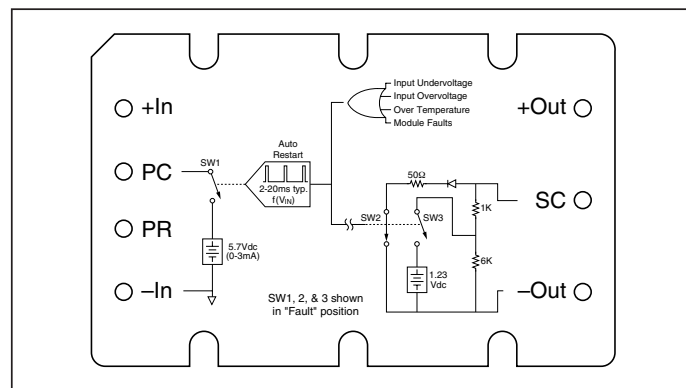 +In
PC
PR
–In
SW1
5.7Vdc
(0-3mA)
Auto
Restart
2-20ms typ.
f(VIN)
Input Undervoltage
Input Overvoltage
Over Temperature
Module Faults
50Ω
SW2
SW3
1K
6K
1.23
Vdc
SW1, 2, & 3 shown
in "Fault" position
+Out
SC
–Out